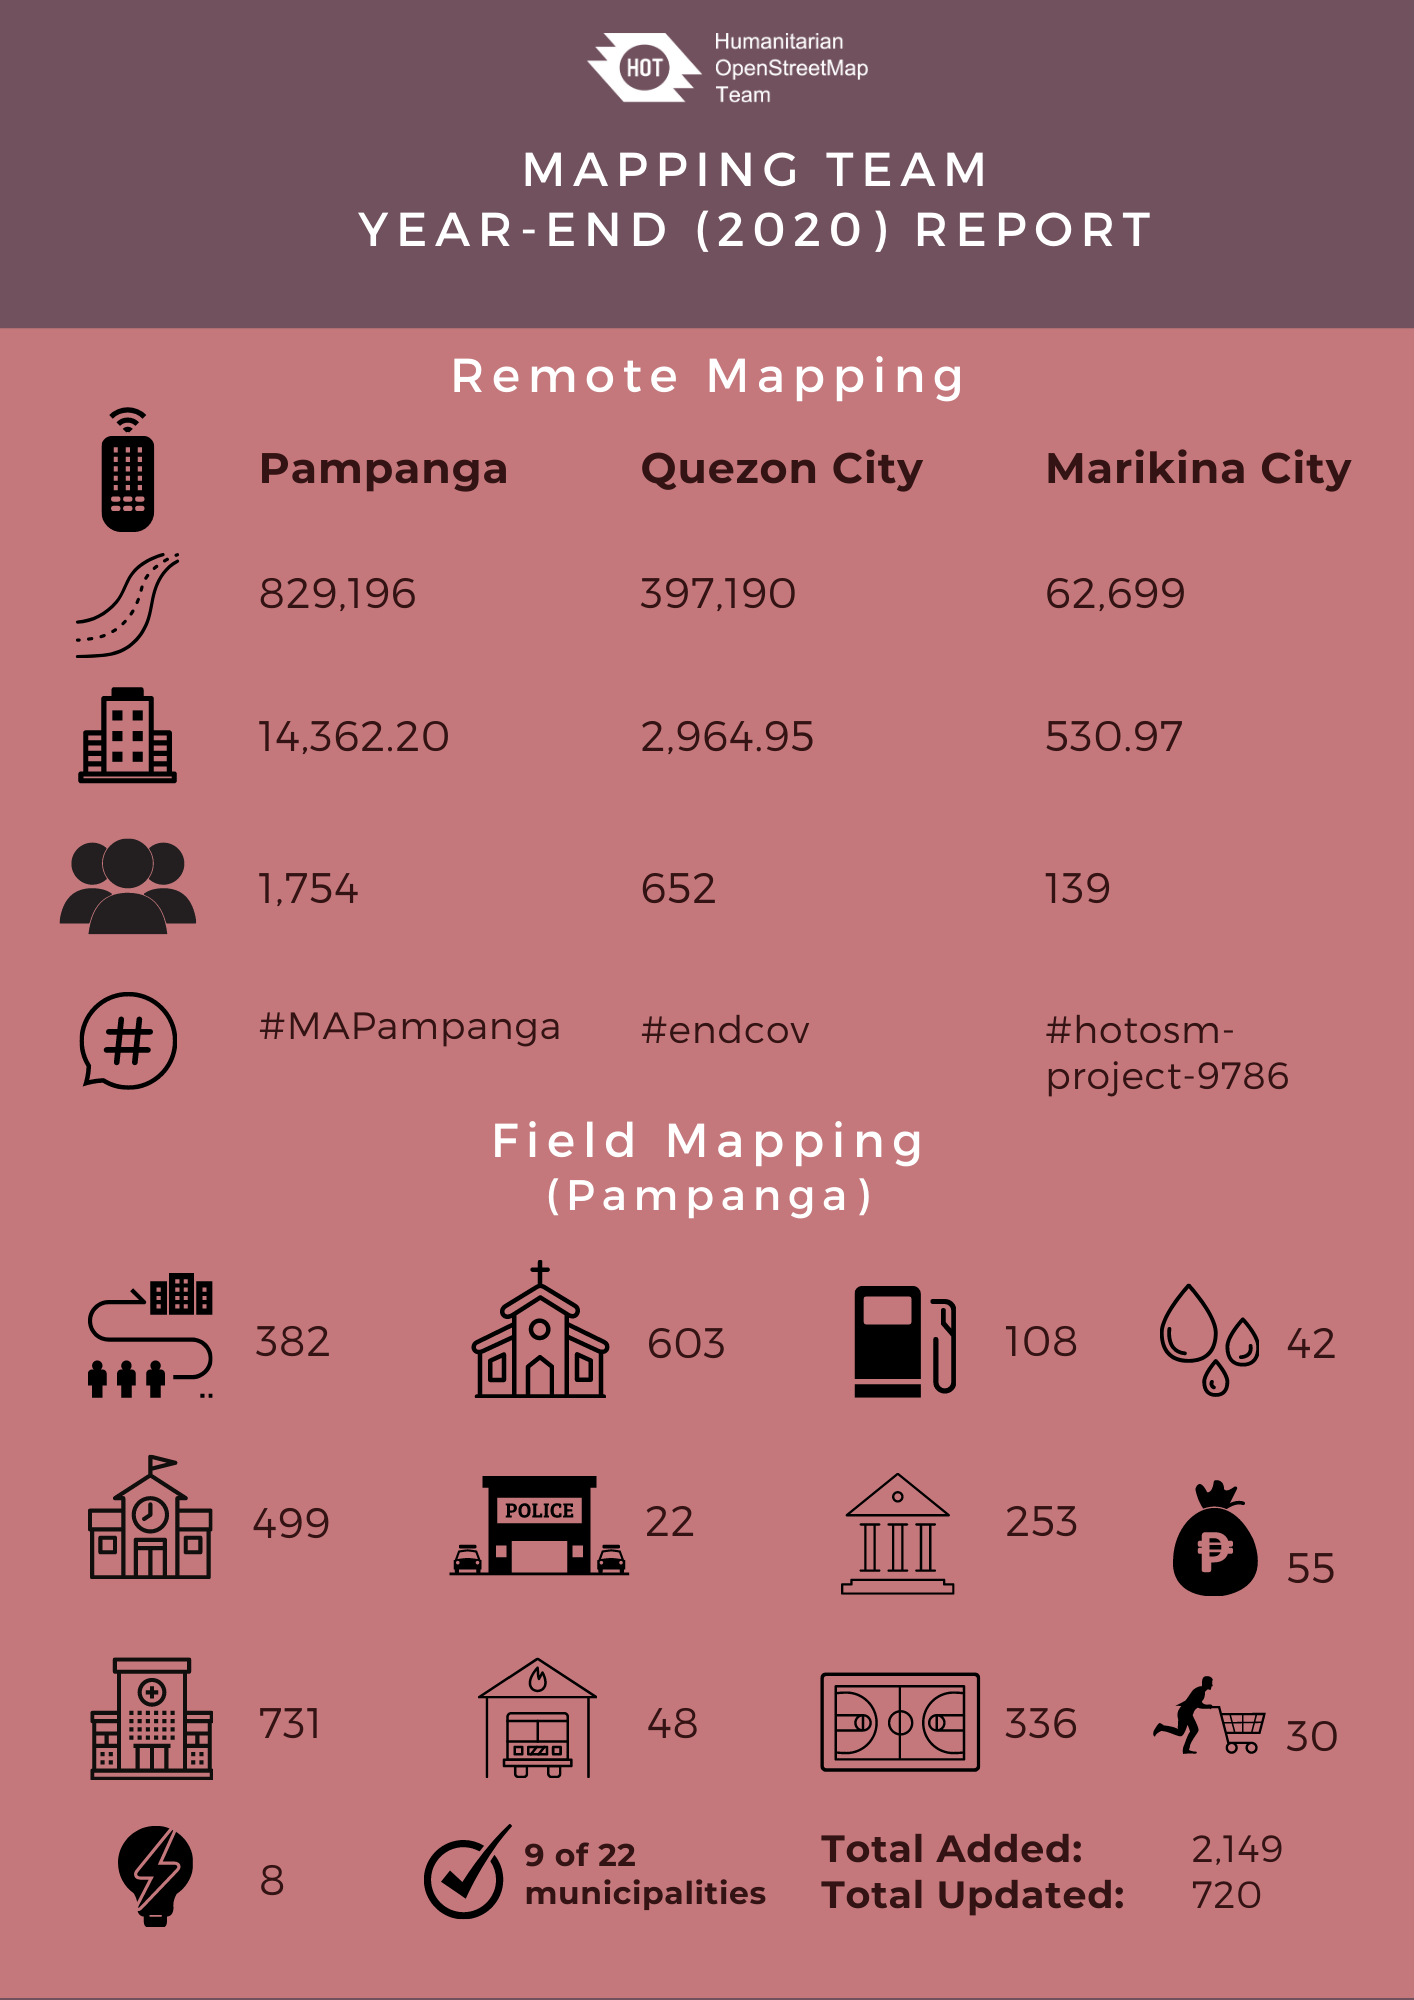 HOT
Humanitarian
OpenStreetMap
Team
MAPPING TEAM
YEAR-END (2020) REPORT
Remote Mapping
Pampanga Quezon City Marikina City
829,196 397,190 62,699
14,362.20 2,964.95 530.97
1,754 652 139
#
#MAPampanga #endcov #hotosm-
project-9786
Field Mapping
(Pampanga)
382 603 108 42
499 POLICE 22 253 ₱ 55
731 48 336 30
8
9 of 22
municipalities
Total Added: 2,149
Total Updated: 720